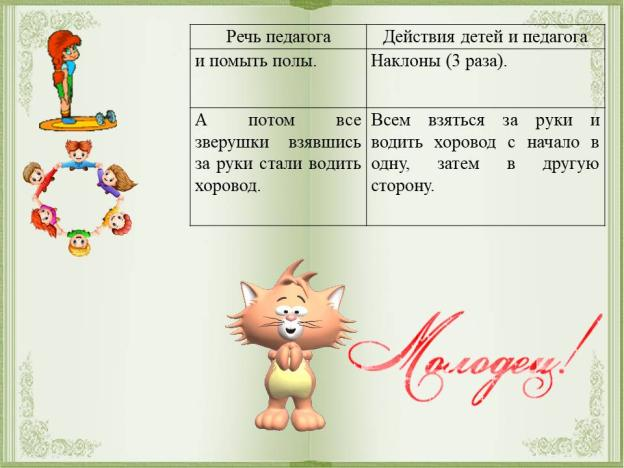 Речь педагога
Действия детей и педагога
и помыть полы.
Наклоны (3 раза).
А потом все
зверушки взявшись
за руки стали водить
хоровод.
Всем взяться за руки и
водить хоровод с начало в
одну, затем в другую
сторону.
Молодец!